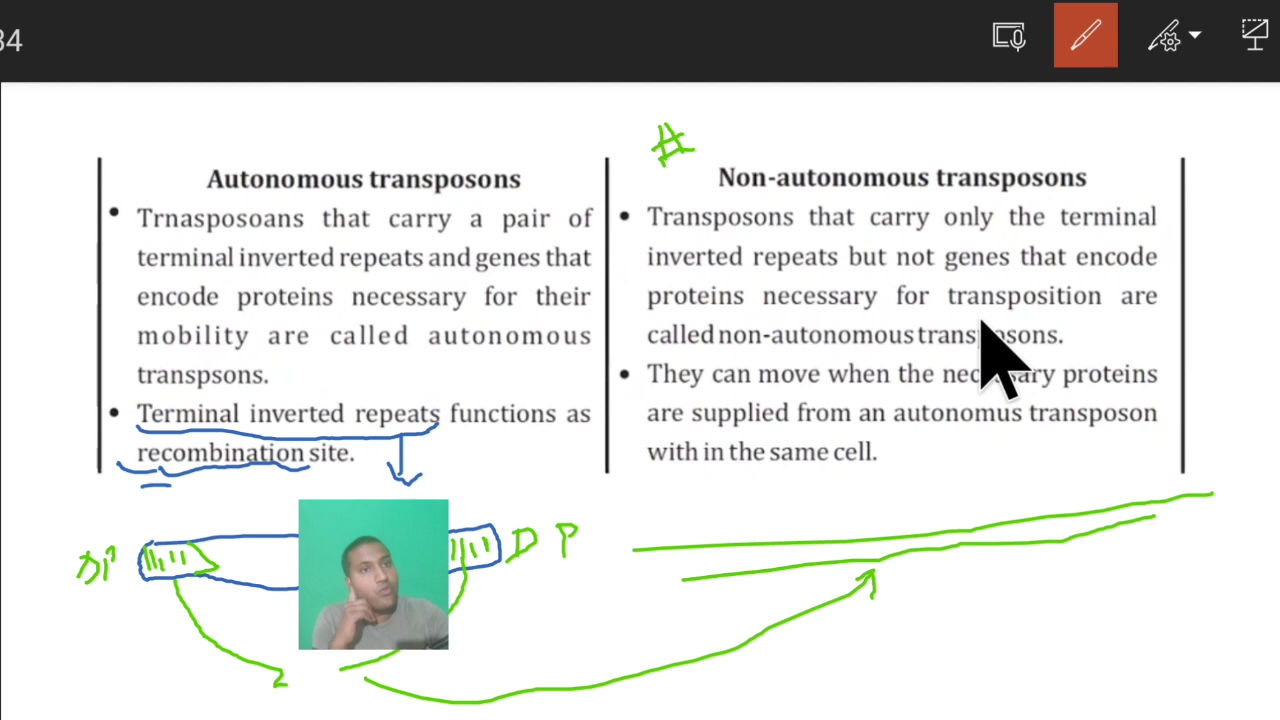 34
Autonomous transposons
• Trnasposoans that carry a pair of
terminal inverted repeats and genes that
encode proteins necessary for their
mobility are called autonomous
transpsons.
• Terminal inverted repeats functions as
recombination site.
#
Non-autonomous transposons
• Transposons that carry only the terminal
inverted repeats but not genes that encode
proteins necessary for transposition are
called non-autonomous transposons.
• They can move when the necessary proteins
are supplied from an autonomus transposon
with in the same cell.
D P